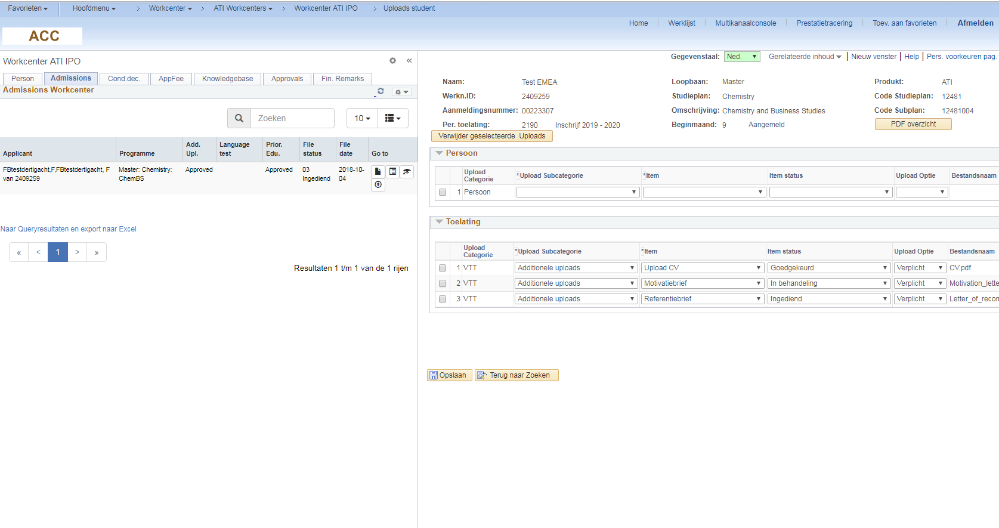 Favorieten Hoofdmenu > Workcenter > ATI Workcenters > Workcenter ATI IPO > Uploads student
Home Werklijst Multikanaalconsole Prestatietracering Toev. aan favorieten Afmelden
ACC
Workcenter ATI IPO «
Person Admissions Cond.dec. AppFee Knowledgebase Approvals Fin. Remarks
Admissions Workcenter
Zoeken 10
Applicant Programme Add. Upl. Language test Prior. Edu. File status File date Go to
FBtestdertigacht,F,FBtestdertigacht, F Master: Chemistry: Approved Approved 03 2018-10-
van 2409259 ChemBS Ingediend 04
Naar Queryresultaten en export naar Excel
« < 1 > »
Resultaten 1 t/m 1 van de 1 rijen
Gegevenstaal: Ned. Gerelateerde inhoud Nieuw venster Help Pers. voorkeuren pag.
Naam: Test EMEA Loopbaan: Master Produkt: ATI
Werkn.ID: 2409259 Studieplan: Chemistry Code Studieplan: 12481
Aanmeldingsnummer: 00223307 Omschrijving: Chemistry and Business Studies Code Subplan: 12481004
Per. toelating: 2190 Inschrijf 2019 - 2020 Beginmaand: 9 Aangemeld PDF overzicht
Verwijder geselecteerde Uploads
Persoon
Upload Categorie *Upload Subcategorie *Item Item status Upload Optie Bestandsnaam
1 Persoon
Toelating
Upload Categorie *Upload Subcategorie *Item Item status Upload Optie Bestandsnaam
1 VTT Additionele uploads Upload CV Goedgekeurd Verplicht CV.pdf
2 VTT Additionele uploads Motivatiebrief In behandeling Verplicht Motivation_lette
3 VTT Additionele uploads Referentiebrief Ingediend Verplicht Letter_of_recon
Opslaan Terug naar Zoeken